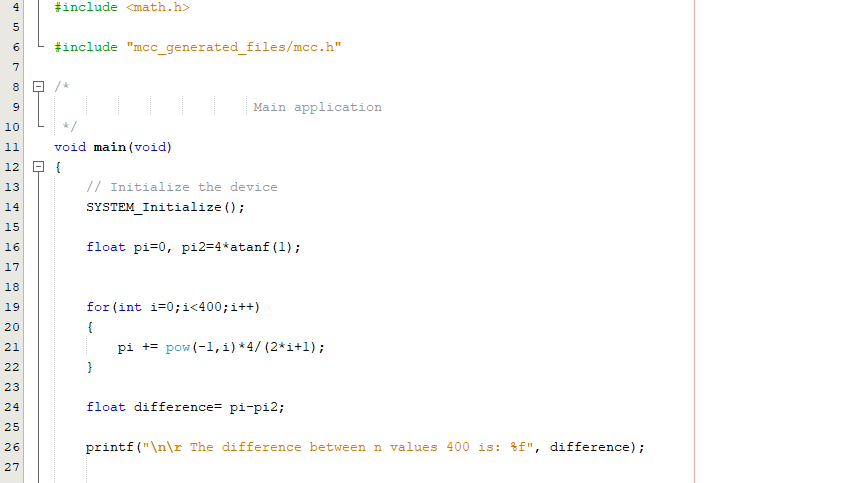 4 #include <math.h>
5
6 #include "mcc_generated_files/mcc.h"
7
8 /*
9 Main application
10 */
11 void main(void)
12 {
13 // Initialize the device
14 SYSTEM_Initialize();
15
16 float pi=0, pi2=4*atanf(1);
17
18
19 for(int i=0;i<400;i++)
20 {
21 pi += pow(-1,i)*4/(2*i+1);
22 }
23
24 float difference= pi-pi2;
25
26 printf("\n\r The difference between n values 400 is: %f", difference);
27